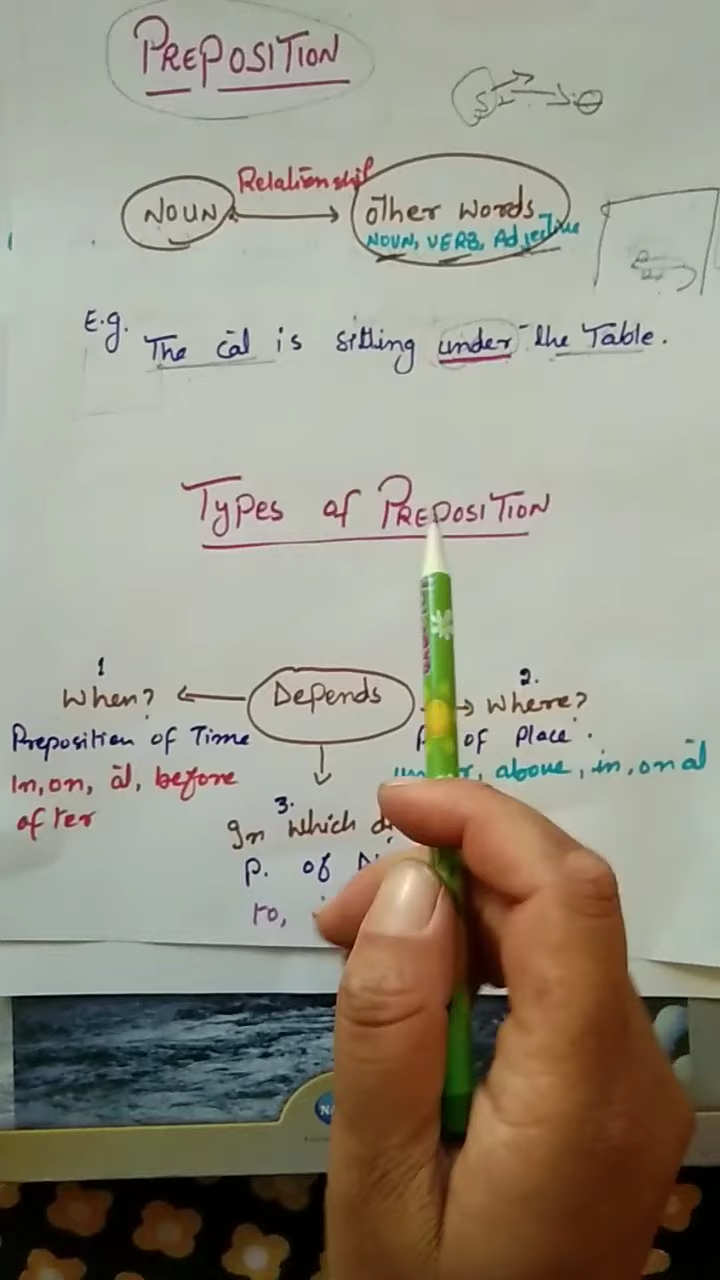 PREPOSITION
Relationship
NOUN other words
NOUN, VERB, Adjective
E.g. The cat is sitting under the Table.
Types of PREPOSITION
1 2.
When? Depends Where?
Preposition of Time of Place.
In, on, at, before above, in, on at
after
3.
In which
P. of
to,